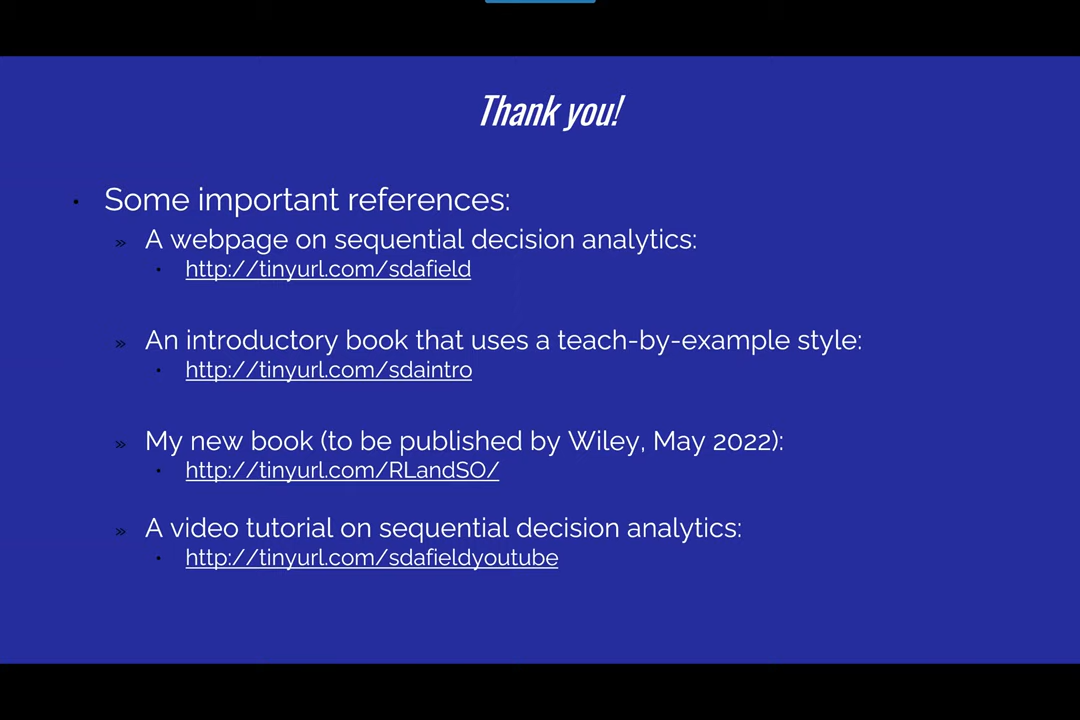 Thank you!
• Some important references:
» A webpage on sequential decision analytics:
• http://tinyurl.com/sdafield
» An introductory book that uses a teach-by-example style:
• http://tinyurl.com/sdaintro
» My new book (to be published by Wiley, May 2022):
• http://tinyurl.com/RLandSO/
» A video tutorial on sequential decision analytics:
• http://tinyurl.com/sdafieldyoutube